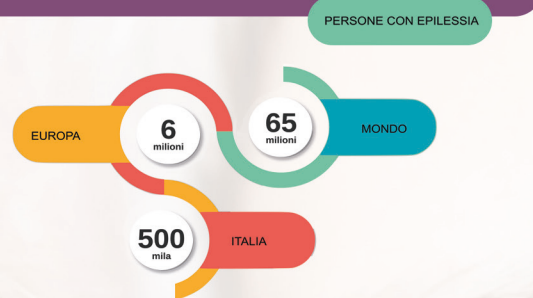 PERSONE CON EPILESSIA
65
milioni
MONDO
EUROPA
6
milioni
500
mila
ITALIA